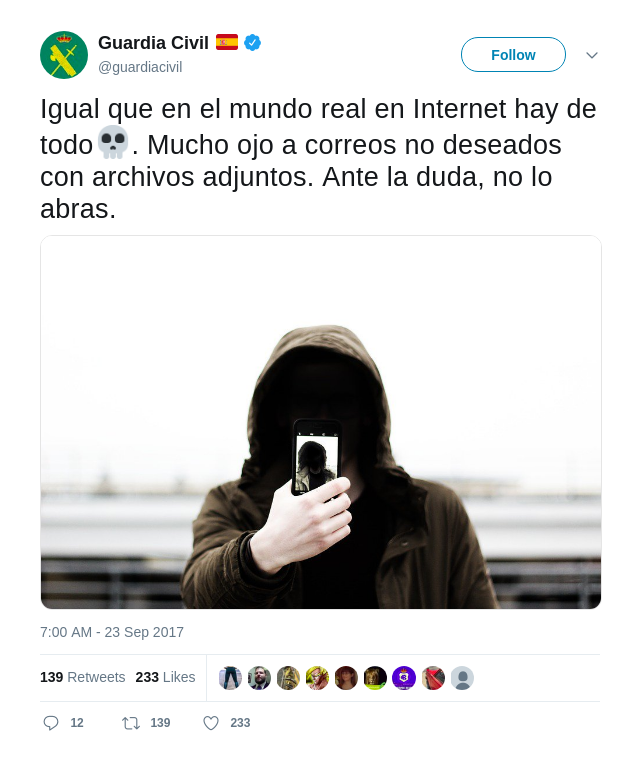 Guardia Civil 🇪🇸
@guardiacivil
Follow
Igual que en el mundo real en Internet hay de
todo💀. Mucho ojo a correos no deseados
con archivos adjuntos. Ante la duda, no lo
abras.
7:00 AM - 23 Sep 2017
139 Retweets 233 Likes
12 139 233